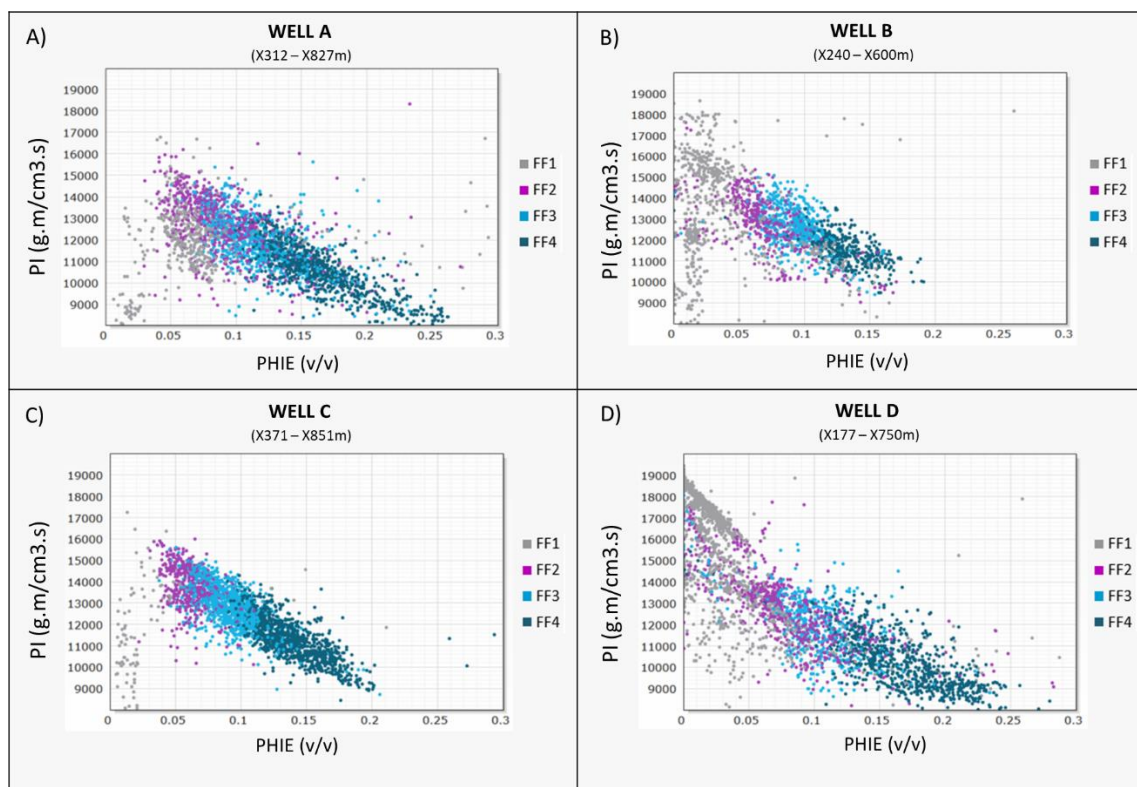 A)
WELL A
(X312 – X827m)
PI (g.m/cm3.s)
19000
18000
17000
16000
15000
14000
13000
12000
11000
10000
9000
0 0.05 0.1 0.15 0.2 0.25 0.3
PHIE (v/v)
FF1
FF2
FF3
FF4
B)
WELL B
(X240 – X600m)
PI (g.m/cm3.s)
19000
18000
17000
16000
15000
14000
13000
12000
11000
10000
9000
0 0.05 0.1 0.15 0.2 0.25 0.3
PHIE (v/v)
FF1
FF2
FF3
FF4
C)
WELL C
(X371 – X851m)
PI (g.m/cm3.s)
19000
18000
17000
16000
15000
14000
13000
12000
11000
10000
9000
0 0.05 0.1 0.15 0.2 0.25 0.3
PHIE (v/v)
FF1
FF2
FF3
FF4
D)
WELL D
(X177 – X750m)
PI (g.m/cm3.s)
19000
18000
17000
16000
15000
14000
13000
12000
11000
10000
9000
0 0.05 0.1 0.15 0.2 0.25 0.3
PHIE (v/v)
FF1
FF2
FF3
FF4